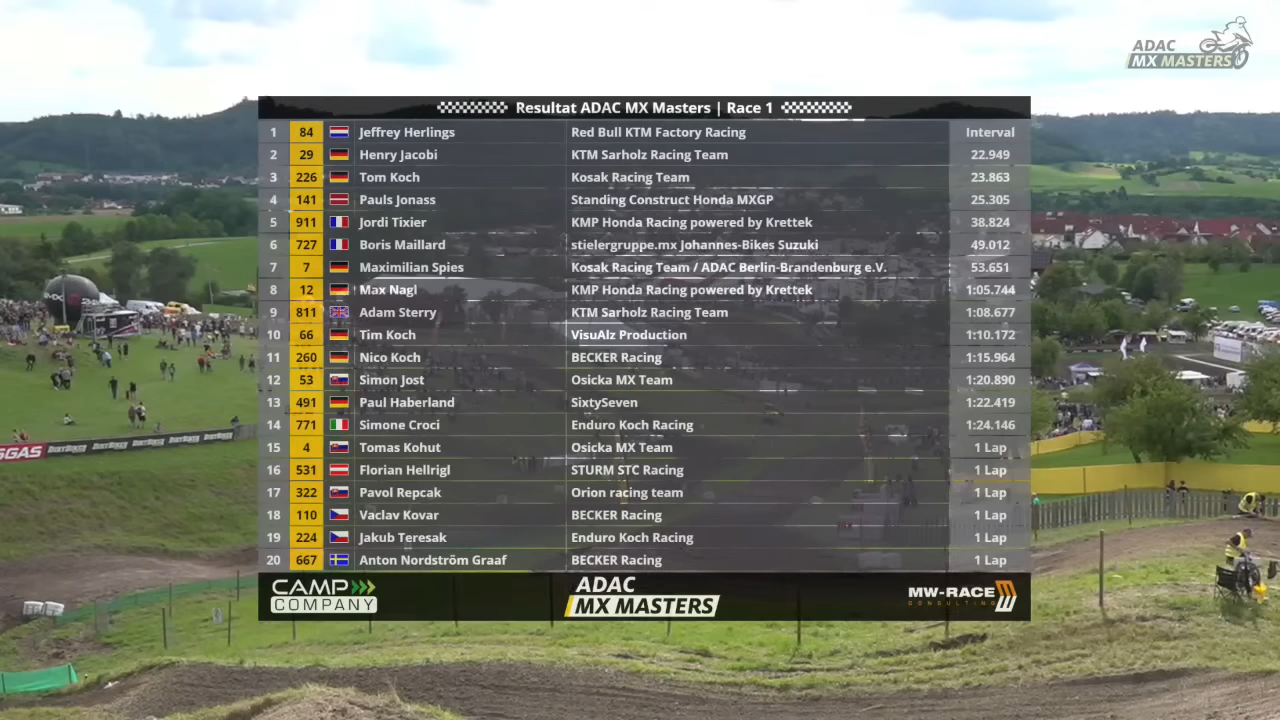 ADAC
MX MASTERS
Resultat ADAC MX Masters | Race 1
1 84 Jeffrey Herlings Red Bull KTM Factory Racing Interval
2 29 Henry Jacobi KTM Sarholz Racing Team 22.949
3 226 Tom Koch Kosak Racing Team 23.863
4 141 Pauls Jonass Standing Construct Honda MXGP 25.305
5 911 Jordi Tixier KMP Honda Racing powered by Krettek 38.824
6 727 Boris Maillard stielergruppe.mx Johannes-Bikes Suzuki 49.012
7 7 Maximilian Spies Kosak Racing Team / ADAC Berlin-Brandenburg e.V. 53.651
8 12 Max Nagl KMP Honda Racing powered by Krettek 1:05.744
9 811 Adam Sterry KTM Sarholz Racing Team 1:08.677
10 66 Tim Koch VisuAlz Production 1:10.172
11 260 Nico Koch BECKER Racing 1:15.964
12 53 Simon Jost Osicka MX Team 1:20.890
13 491 Paul Haberland SixtySeven 1:22.419
14 771 Simone Croci Enduro Koch Racing 1:24.146
15 4 Tomas Kohut Osicka MX Team 1 Lap
16 531 Florian Hellrigl STURM STC Racing 1 Lap
17 322 Pavol Repcak Orion racing team 1 Lap
18 110 Vaclav Kovar BECKER Racing 1 Lap
19 224 Jakub Teresak Enduro Koch Racing 1 Lap
20 667 Anton Nordström Graaf BECKER Racing 1 Lap
CAMP
COMPANY
ADAC
MX MASTERS
MW-RACE
CONSULTING